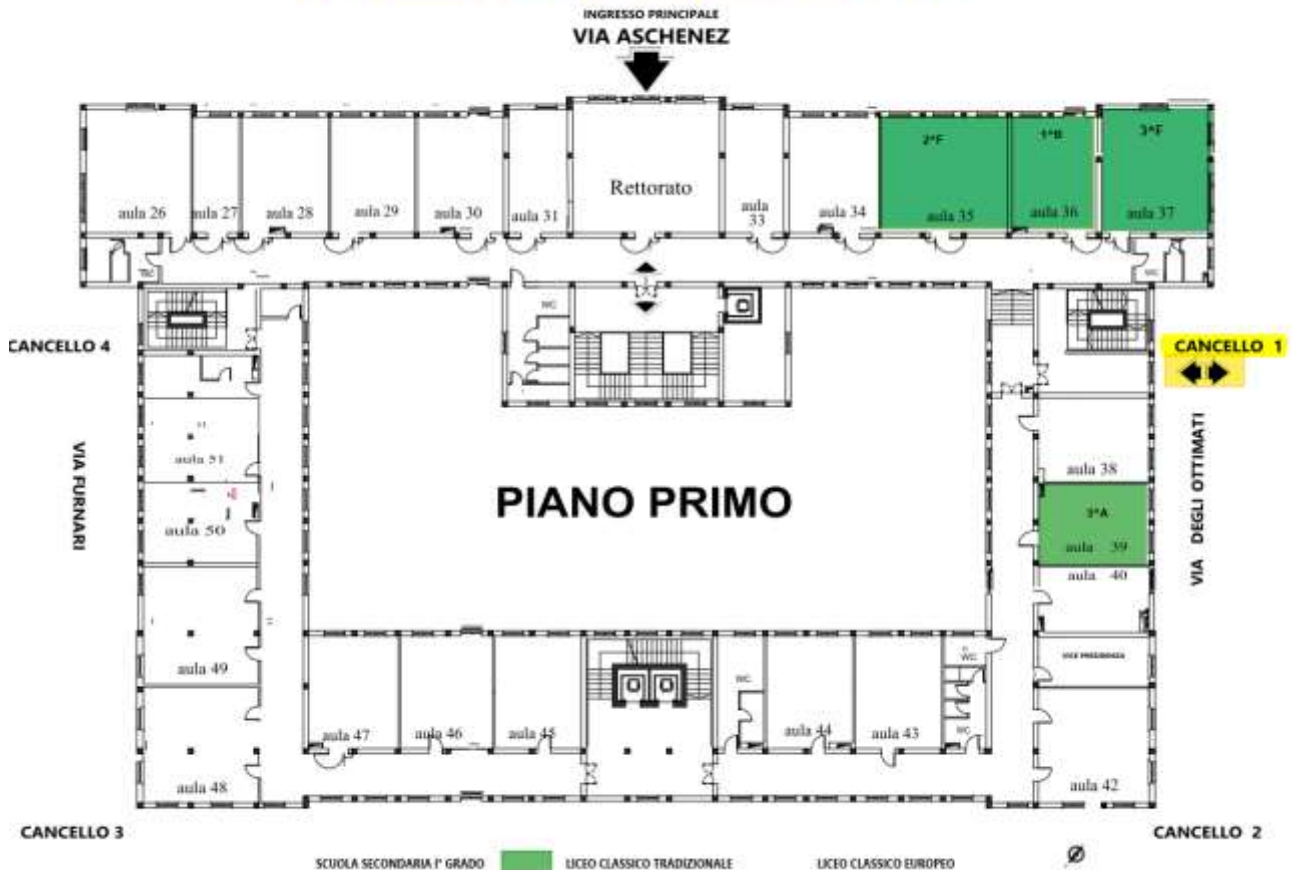 INGRESSO PRINCIPALE
VIA ASCHENEZ
2^F
1^B
3^F
Rettorato
aula 26
aula 27
aula 28
aula 29
aula 30
aula 31
aula 33
aula 34
aula 35
aula 36
aula 37
WC
WC
WC
CANCELLO 4
CANCELLO 1
VIA FURNARI
VIA DEGLI OTTIMATI
aula 51
aula 38
PIANO PRIMO
aula 50
aula 39
aula 40
aula 49
VICE PRESIDENZA
WC
WC
WC
aula 47
aula 46
aula 45
aula 44
aula 43
aula 48
aula 42
CANCELLO 3
CANCELLO 2
SCUOLA SECONDARIA I° GRADO
LICEO CLASSICO TRADIZIONALE
LICEO CLASSICO EUROPEO